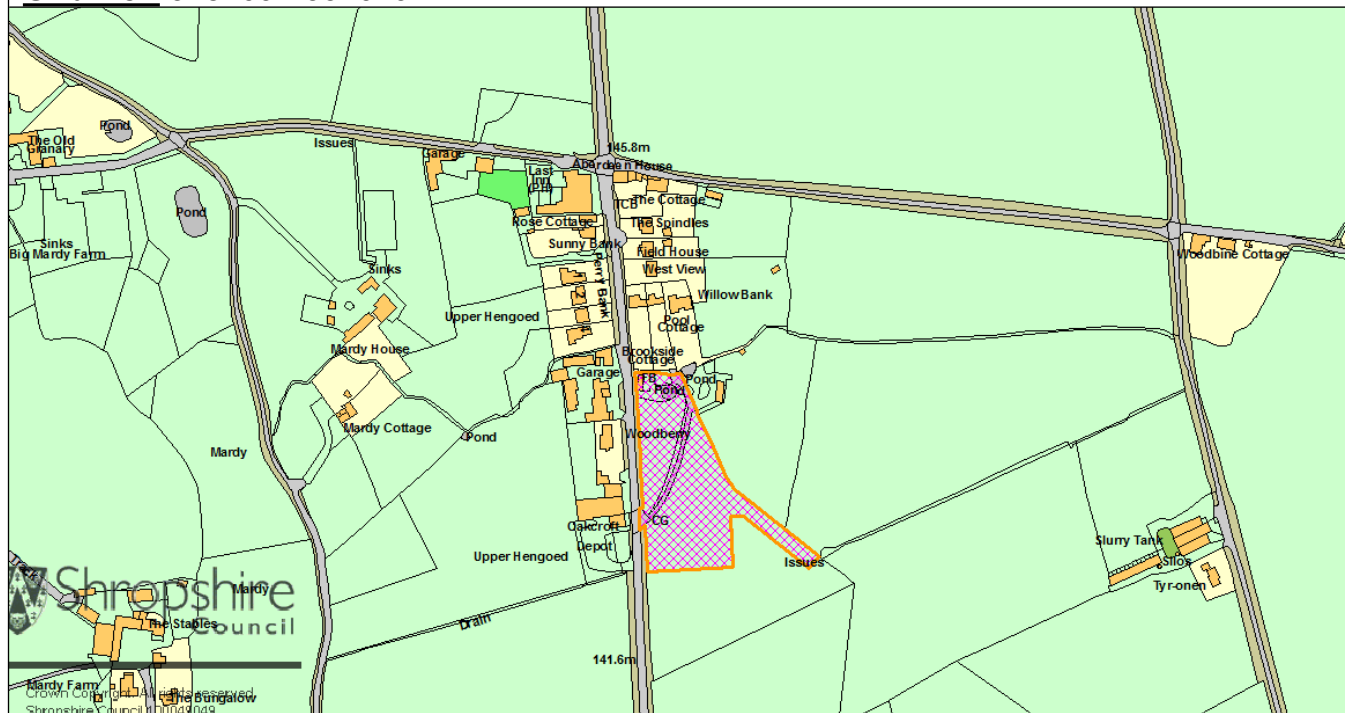 145.8m
Pond
The Old
Granary
Issues
Garage
Last
Inn
(PH)
TCB
The Cottage
Pond
Rose Cottage
The Spindles
Sinks
Big Mardy Farm
Sunny Bank
Field House
Woodbine Cottage
Sinks
Perry Bank
West View
1
2
4
Willow Bank
Upper Hengoed
Pool
Cottage
Mardy House
Brookside
Cottage
Garage
FB
Pond
Pond
Mardy Cottage
Pond
Woodberry
Mardy
CG
Oakcroft
Depot
Upper Hengoed
Issues
Slurry Tank
Silos
Tyr-onen
Shropshire
Council
Mardy
The Stables
Drain
141.6m
Mardy Farm
Crown Copyright. All rights reserved
The Bungalow
Shropshire Council 100049049